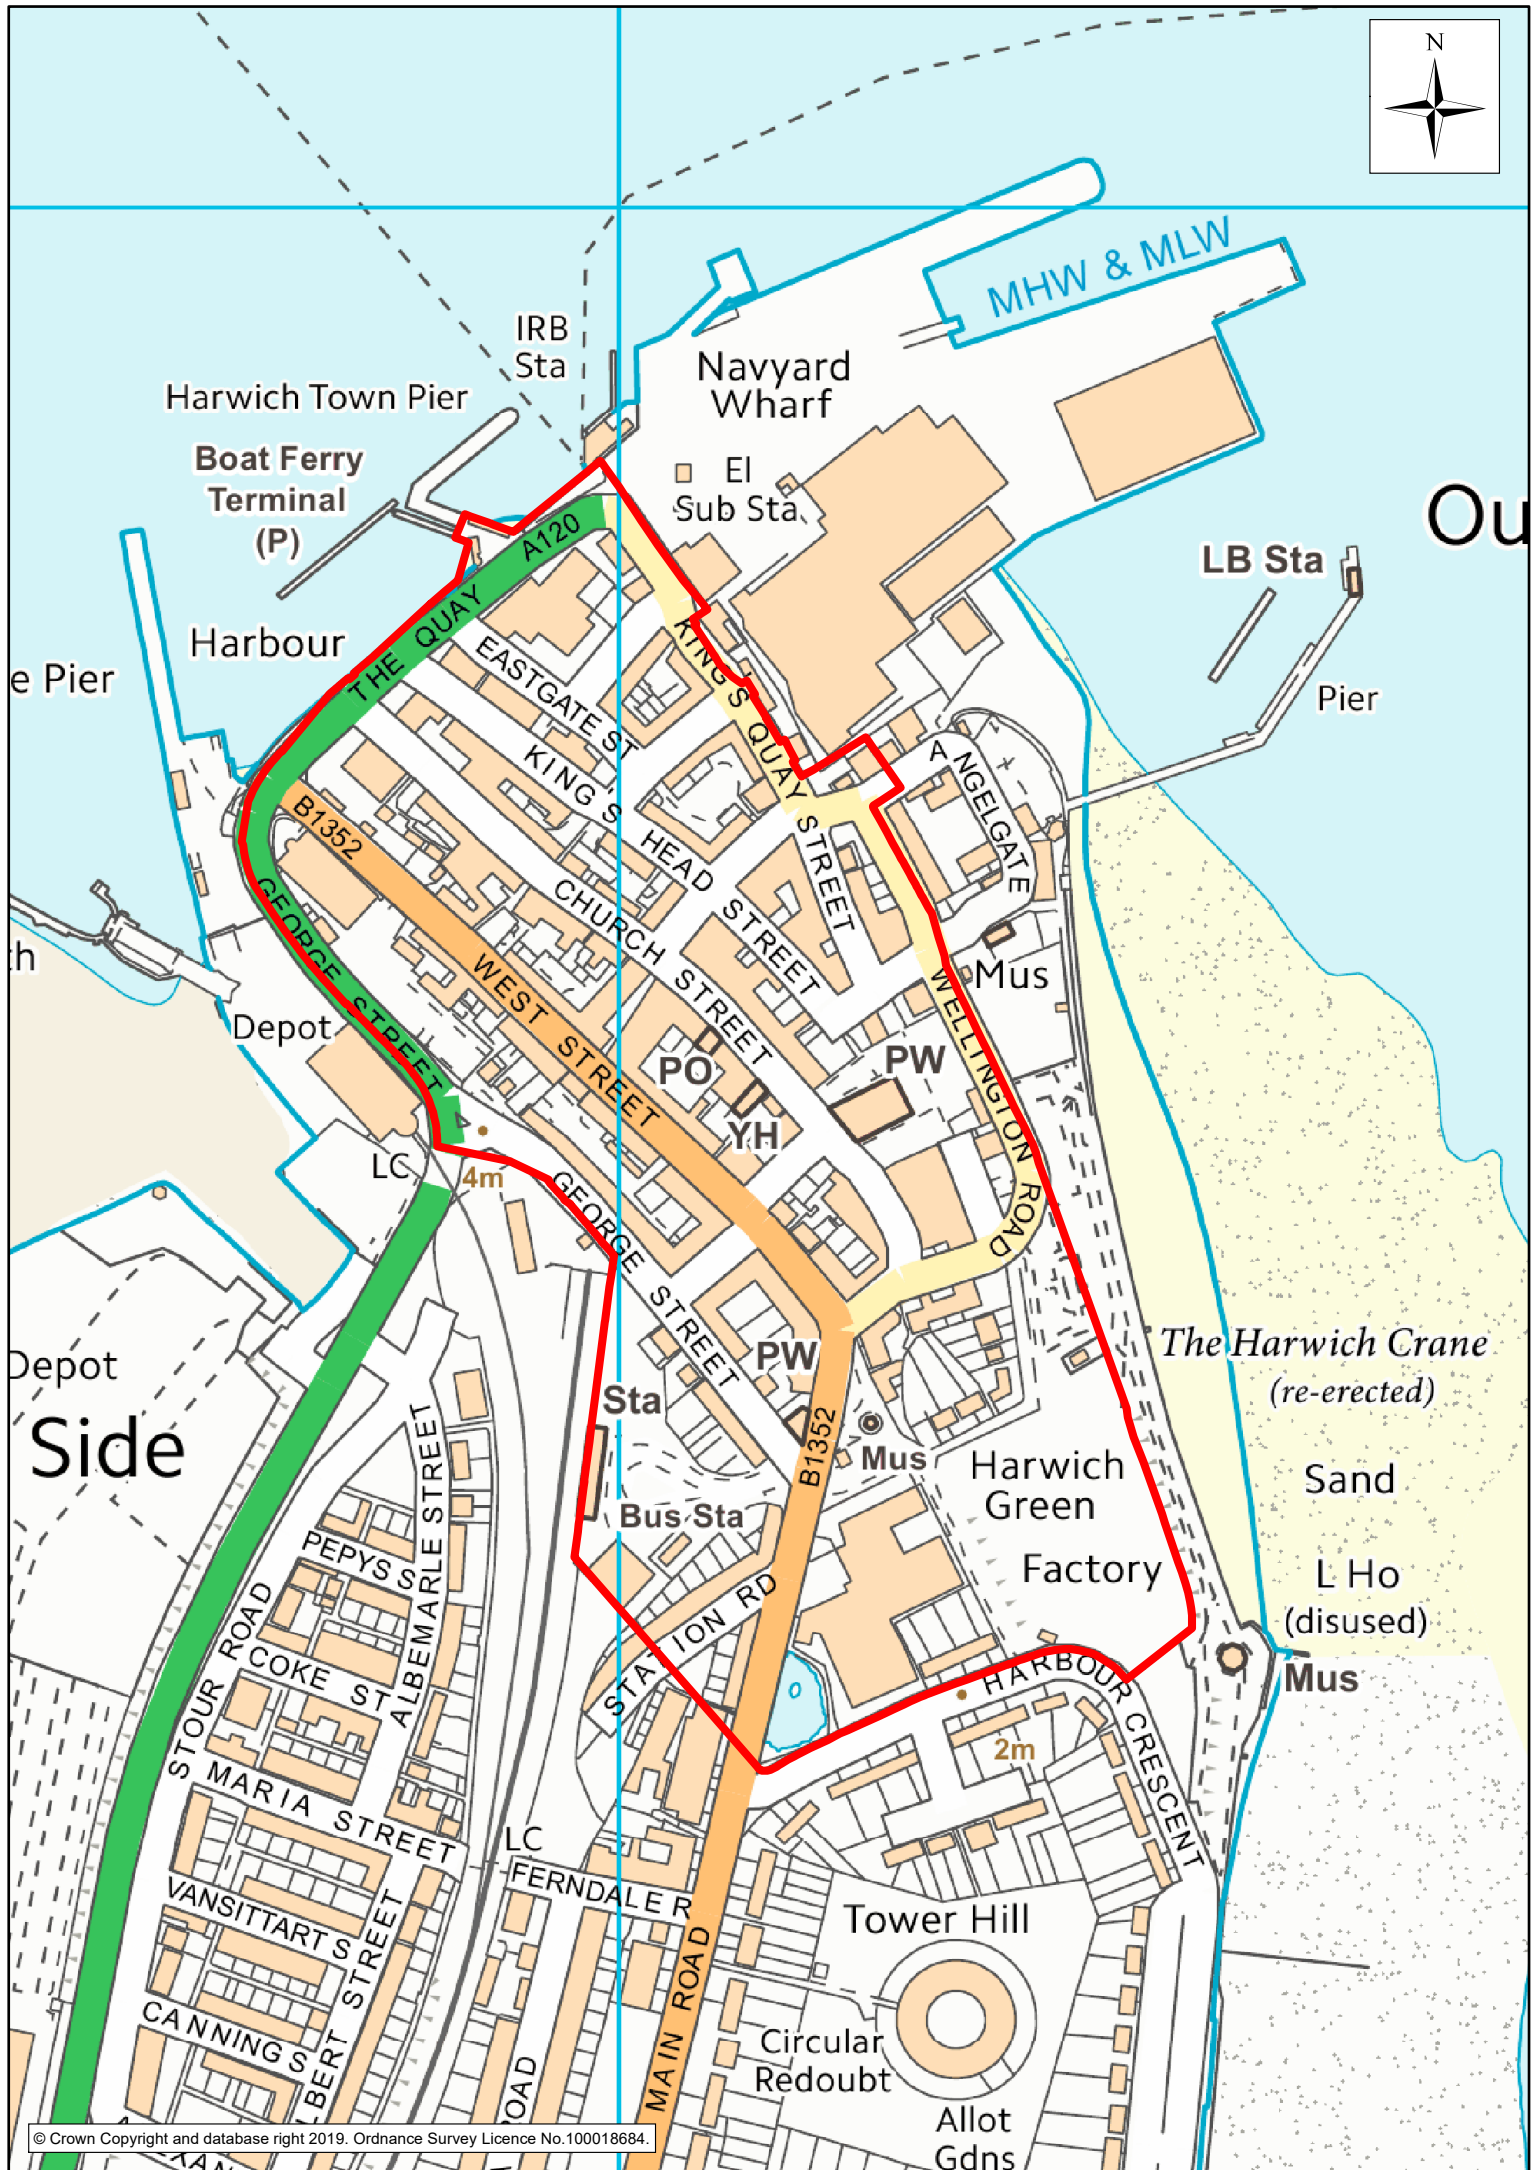 N
MHW & MLW
IRB
Sta
Navyard
Wharf
Harwich Town Pier
Boat Ferry
Terminal
(P)
El
Sub Sta
Ou
A120
LB Sta
THE QUAY
Harbour
e Pier
Pier
EASTGATE ST
KING'S QUAY STREET
ANGELGATE
KING'S HEAD STREET
B1352
CHURCH STREET
GEORGE STREET
WEST STREET
ch
Mus
Depot
WELLINGTON ROAD
PO
PW
YH
LC
4m
GEORGE STREET
The Harwich Crane
(re-erected)
Depot
PW
Side
Sta
B1352
Mus
Harwich
Green
Sand
Bus Sta
Factory
L Ho
(disused)
PEPYS S
ALBEMARLE STREET
STATION RD
STOUR ROAD
COKE ST
HARBOUR CRESCENT
Mus
2m
MARIA STREET
LC
FERNDALE R
VANSITTART S
Tower Hill
MAIN ROAD
CANNING S
LBERT STREET
Circular
Redoubt
OAD
Allot
Gdns
© Crown Copyright and database right 2019. Ordnance Survey Licence No.100018684.